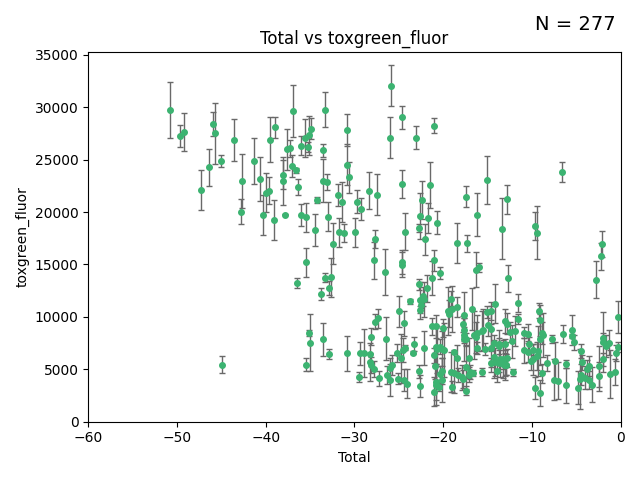 N = 277
Total vs toxgreen_fluor
35000
30000
25000
20000
15000
10000
5000
0
toxgreen_fluor
−60 −50 −40 −30 −20 −10 0
Total